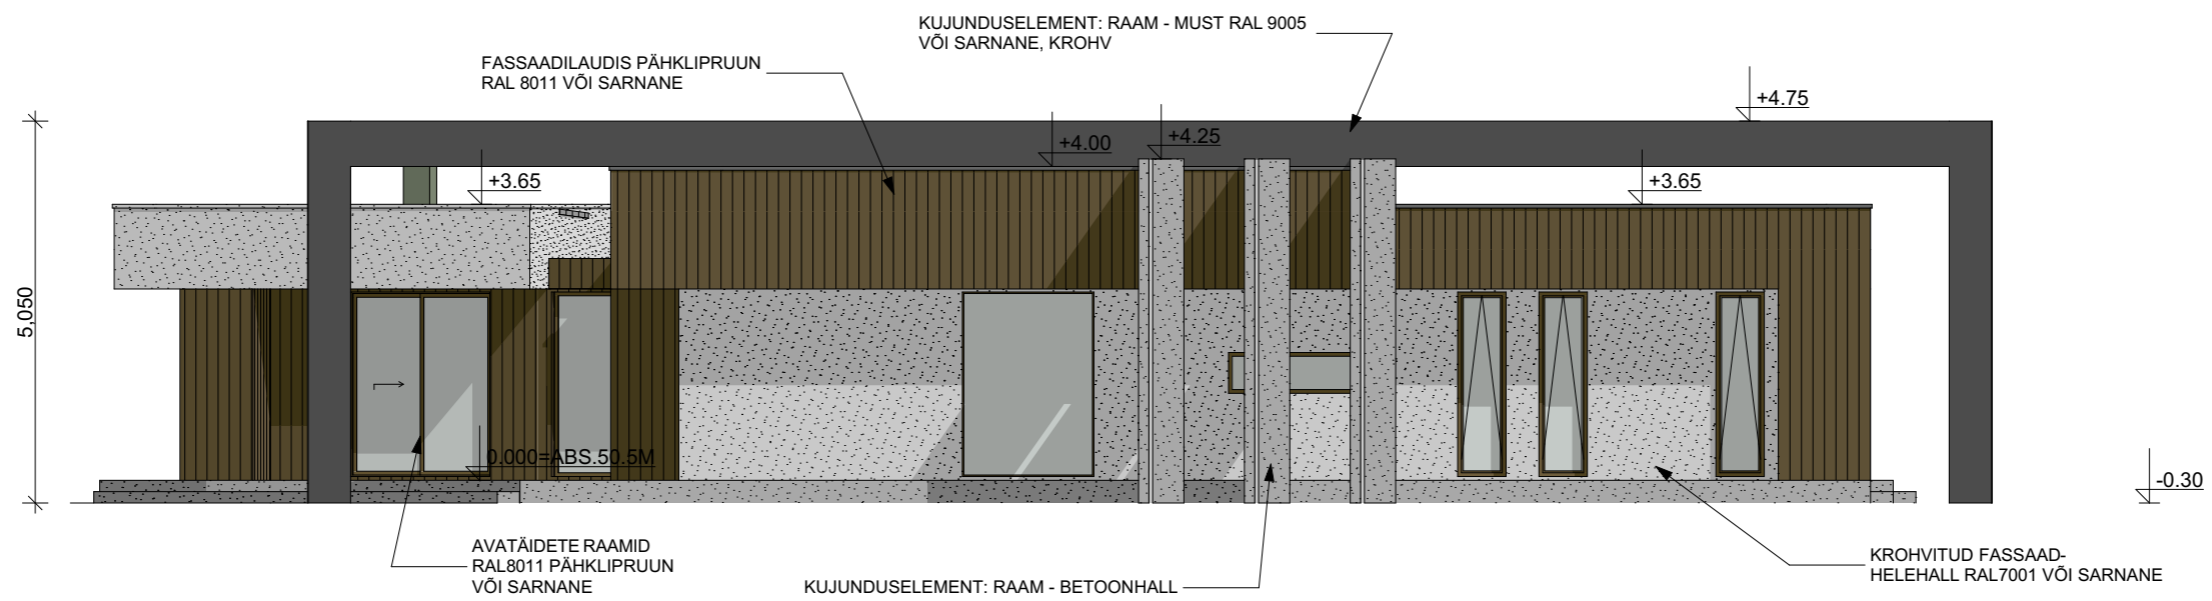 KUJUNDUSELEMENT: RAAM - MUST RAL 9005
VÕI SARNANE, KROHV
FASSAADILAUDIS PÄHKLIPRUUN
RAL 8011 VÕI SARNANE
+4.75
+4.00
+4.25
+3.65
+3.65
5,050
0.000=ABS.50.5M
-0.30
AVATÄIDETE RAAMID
RAL8011 PÄHKLIPRUUN
VÕI SARNANE
KUJUNDUSELEMENT: RAAM - BETOONHALL
KROHVITUD FASSAAD-
HELEHALL RAL7001 VÕI SARNANE